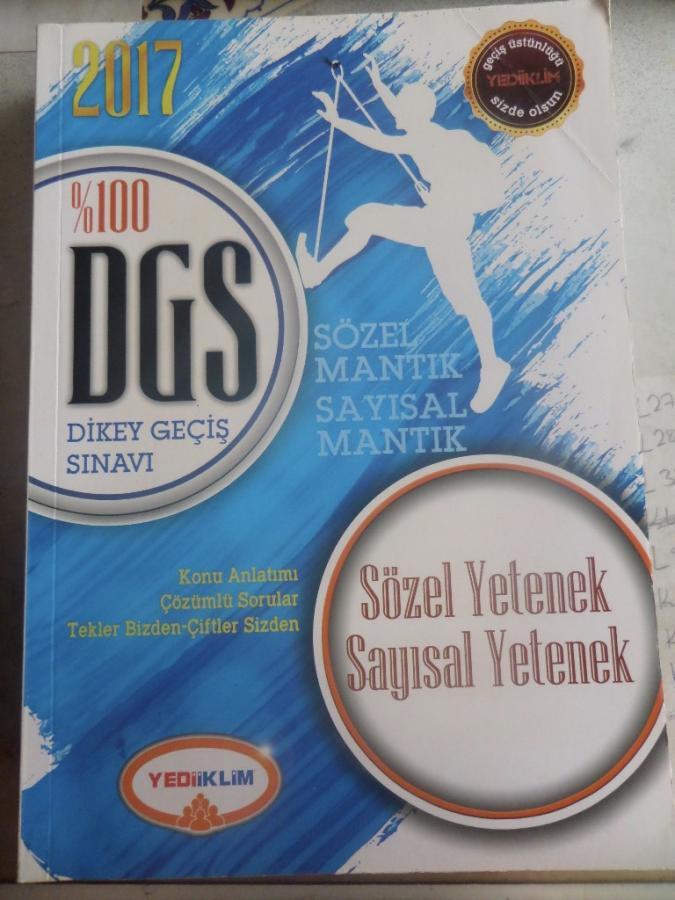 2017
geçiş üstünlüğü
YEDİİKLİM
sizde olsun
%100
DGS
DİKEY GEÇİŞ
SINAVI
SÖZEL
MANTIK
SAYISAL
MANTIK
Konu Anlatımı
Çözümlü Sorular
Tekler Bizden-Çiftler Sizden
Sözel Yetenek
Sayısal Yetenek
YEDİİKLİM